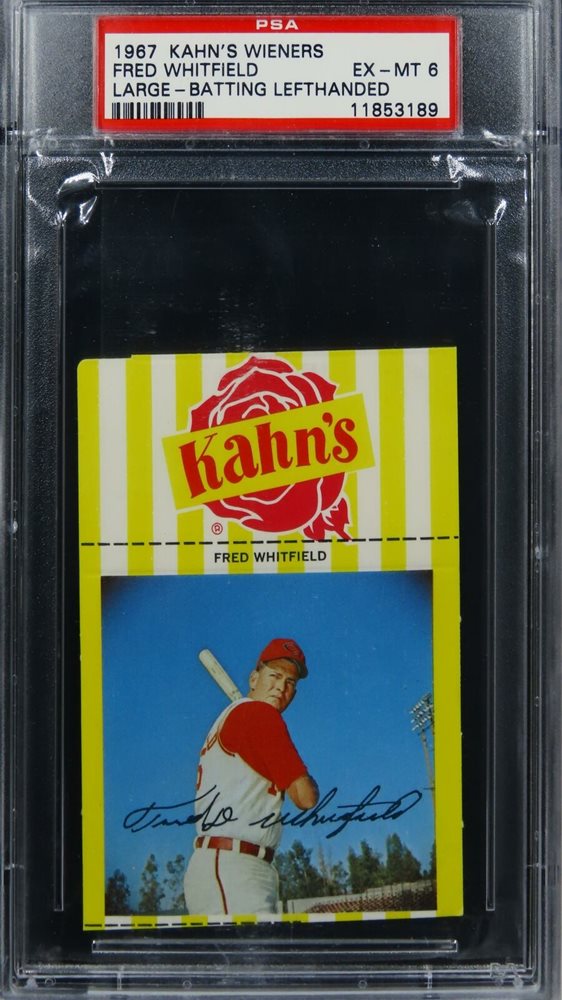 PSA
1967 KAHN'S WIENERS
FRED WHITFIELD EX-MT 6
LARGE-BATTING LEFTHANDED
11853189
Kahn's
®
FRED WHITFIELD
Fred D Whitfield